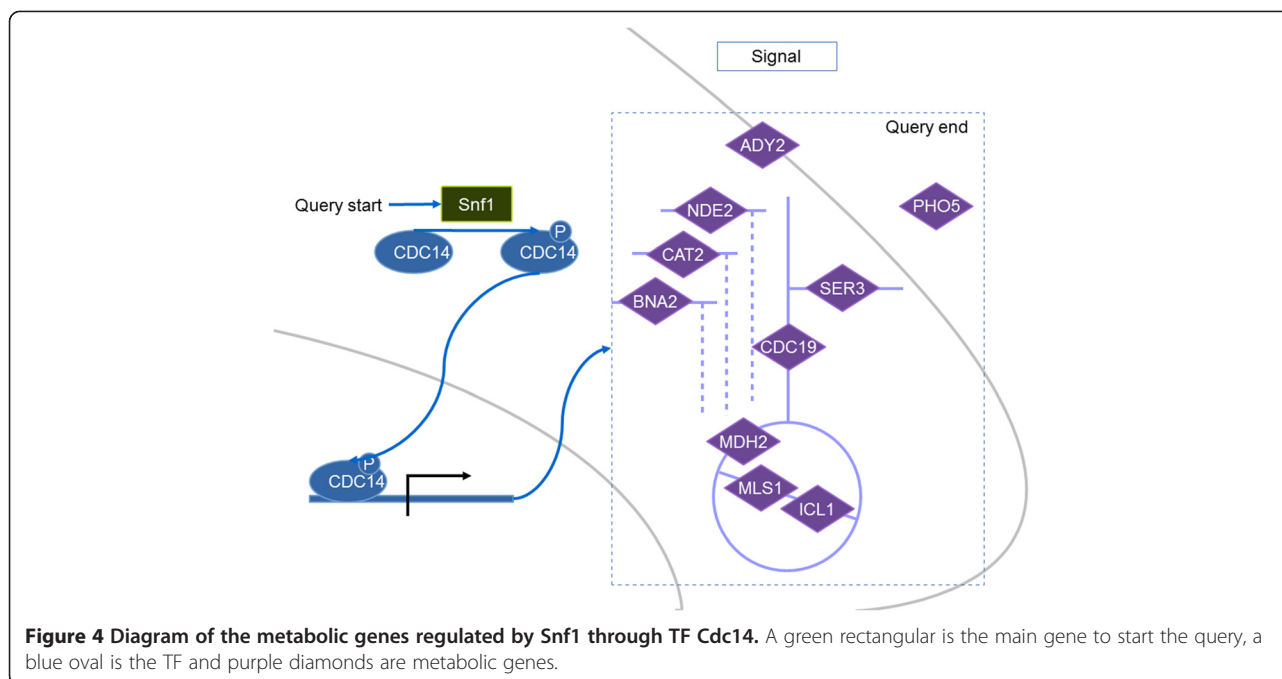 Signal
Query end
ADY2
Query start
Snf1
NDE2
PHO5
P
CDC14
CDC14
CAT2
SER3
BNA2
CDC19
MDH2
P
CDC14
MLS1
ICL1
Figure 4 Diagram of the metabolic genes regulated by Snf1 through TF Cdc14. A green rectangular is the main gene to start the query, a
blue oval is the TF and purple diamonds are metabolic genes.